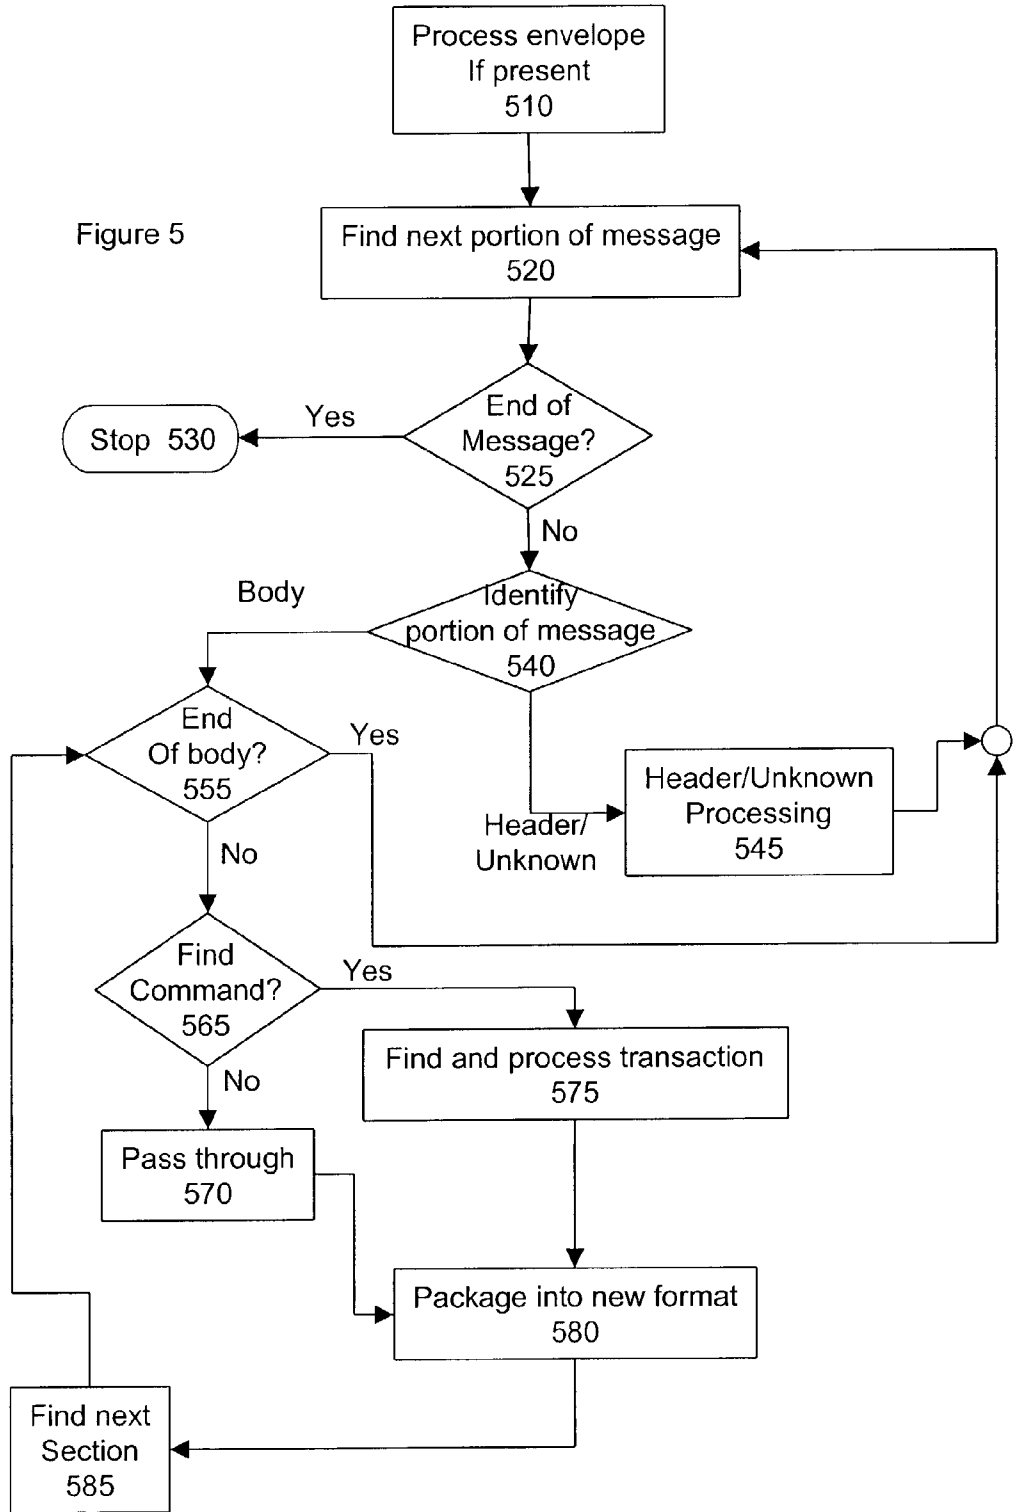 Process envelope
If present
510
Figure 5
Find next portion of message
520
End of
Message?
525
Yes
Stop 530
No
Identify
portion of message
540
Body
End
Of body?
555
Yes
Header/
Unknown
Header/Unknown
Processing
545
No
Find
Command?
565
Yes
Find and process transaction
575
No
Pass through
570
Package into new format
580
Find next
Section
585